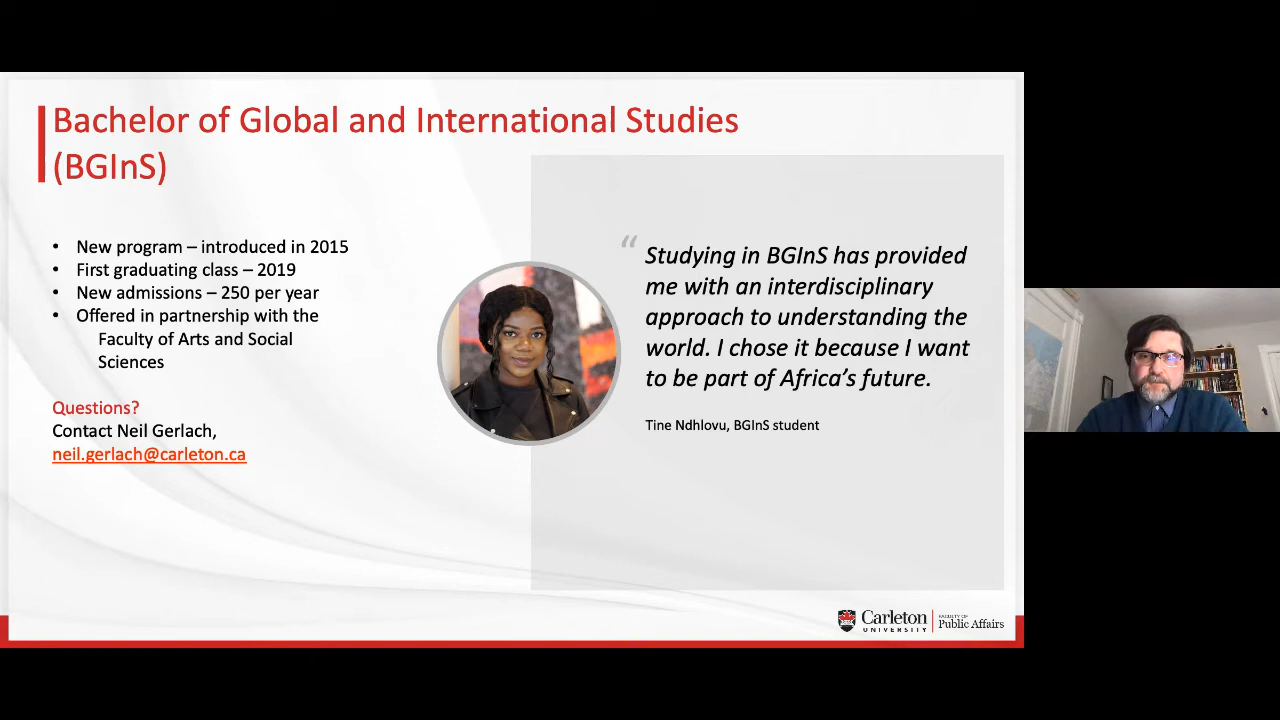 Bachelor of Global and International Studies
(BGInS)
• New program – introduced in 2015
• First graduating class – 2019
• New admissions – 250 per year
• Offered in partnership with the
Faculty of Arts and Social
Sciences
Questions?
Contact Neil Gerlach,
neil.gerlach@carleton.ca
“
Studying in BGInS has provided
me with an interdisciplinary
approach to understanding the
world. I chose it because I want
to be part of Africa’s future.
Tine Ndhlovu, BGInS student
Carleton
UNIVERSITY
FACULTY OF
Public Affairs